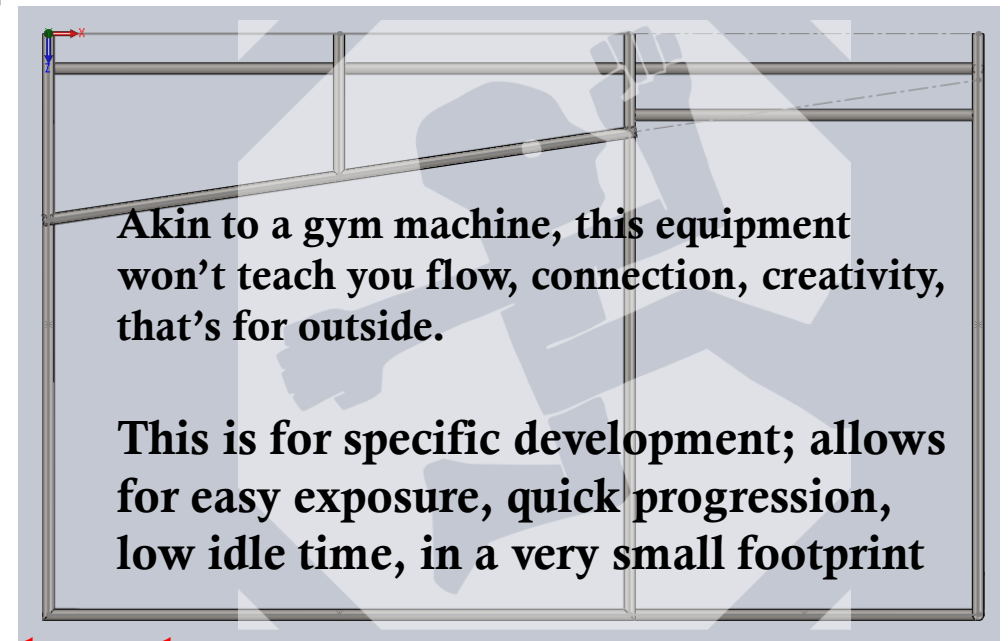 X
Z
Akin to a gym machine, this equipment
won’t teach you flow, connection, creativity,
that’s for outside.
This is for specific development; allows
for easy exposure, quick progression,
low idle time, in a very small footprint